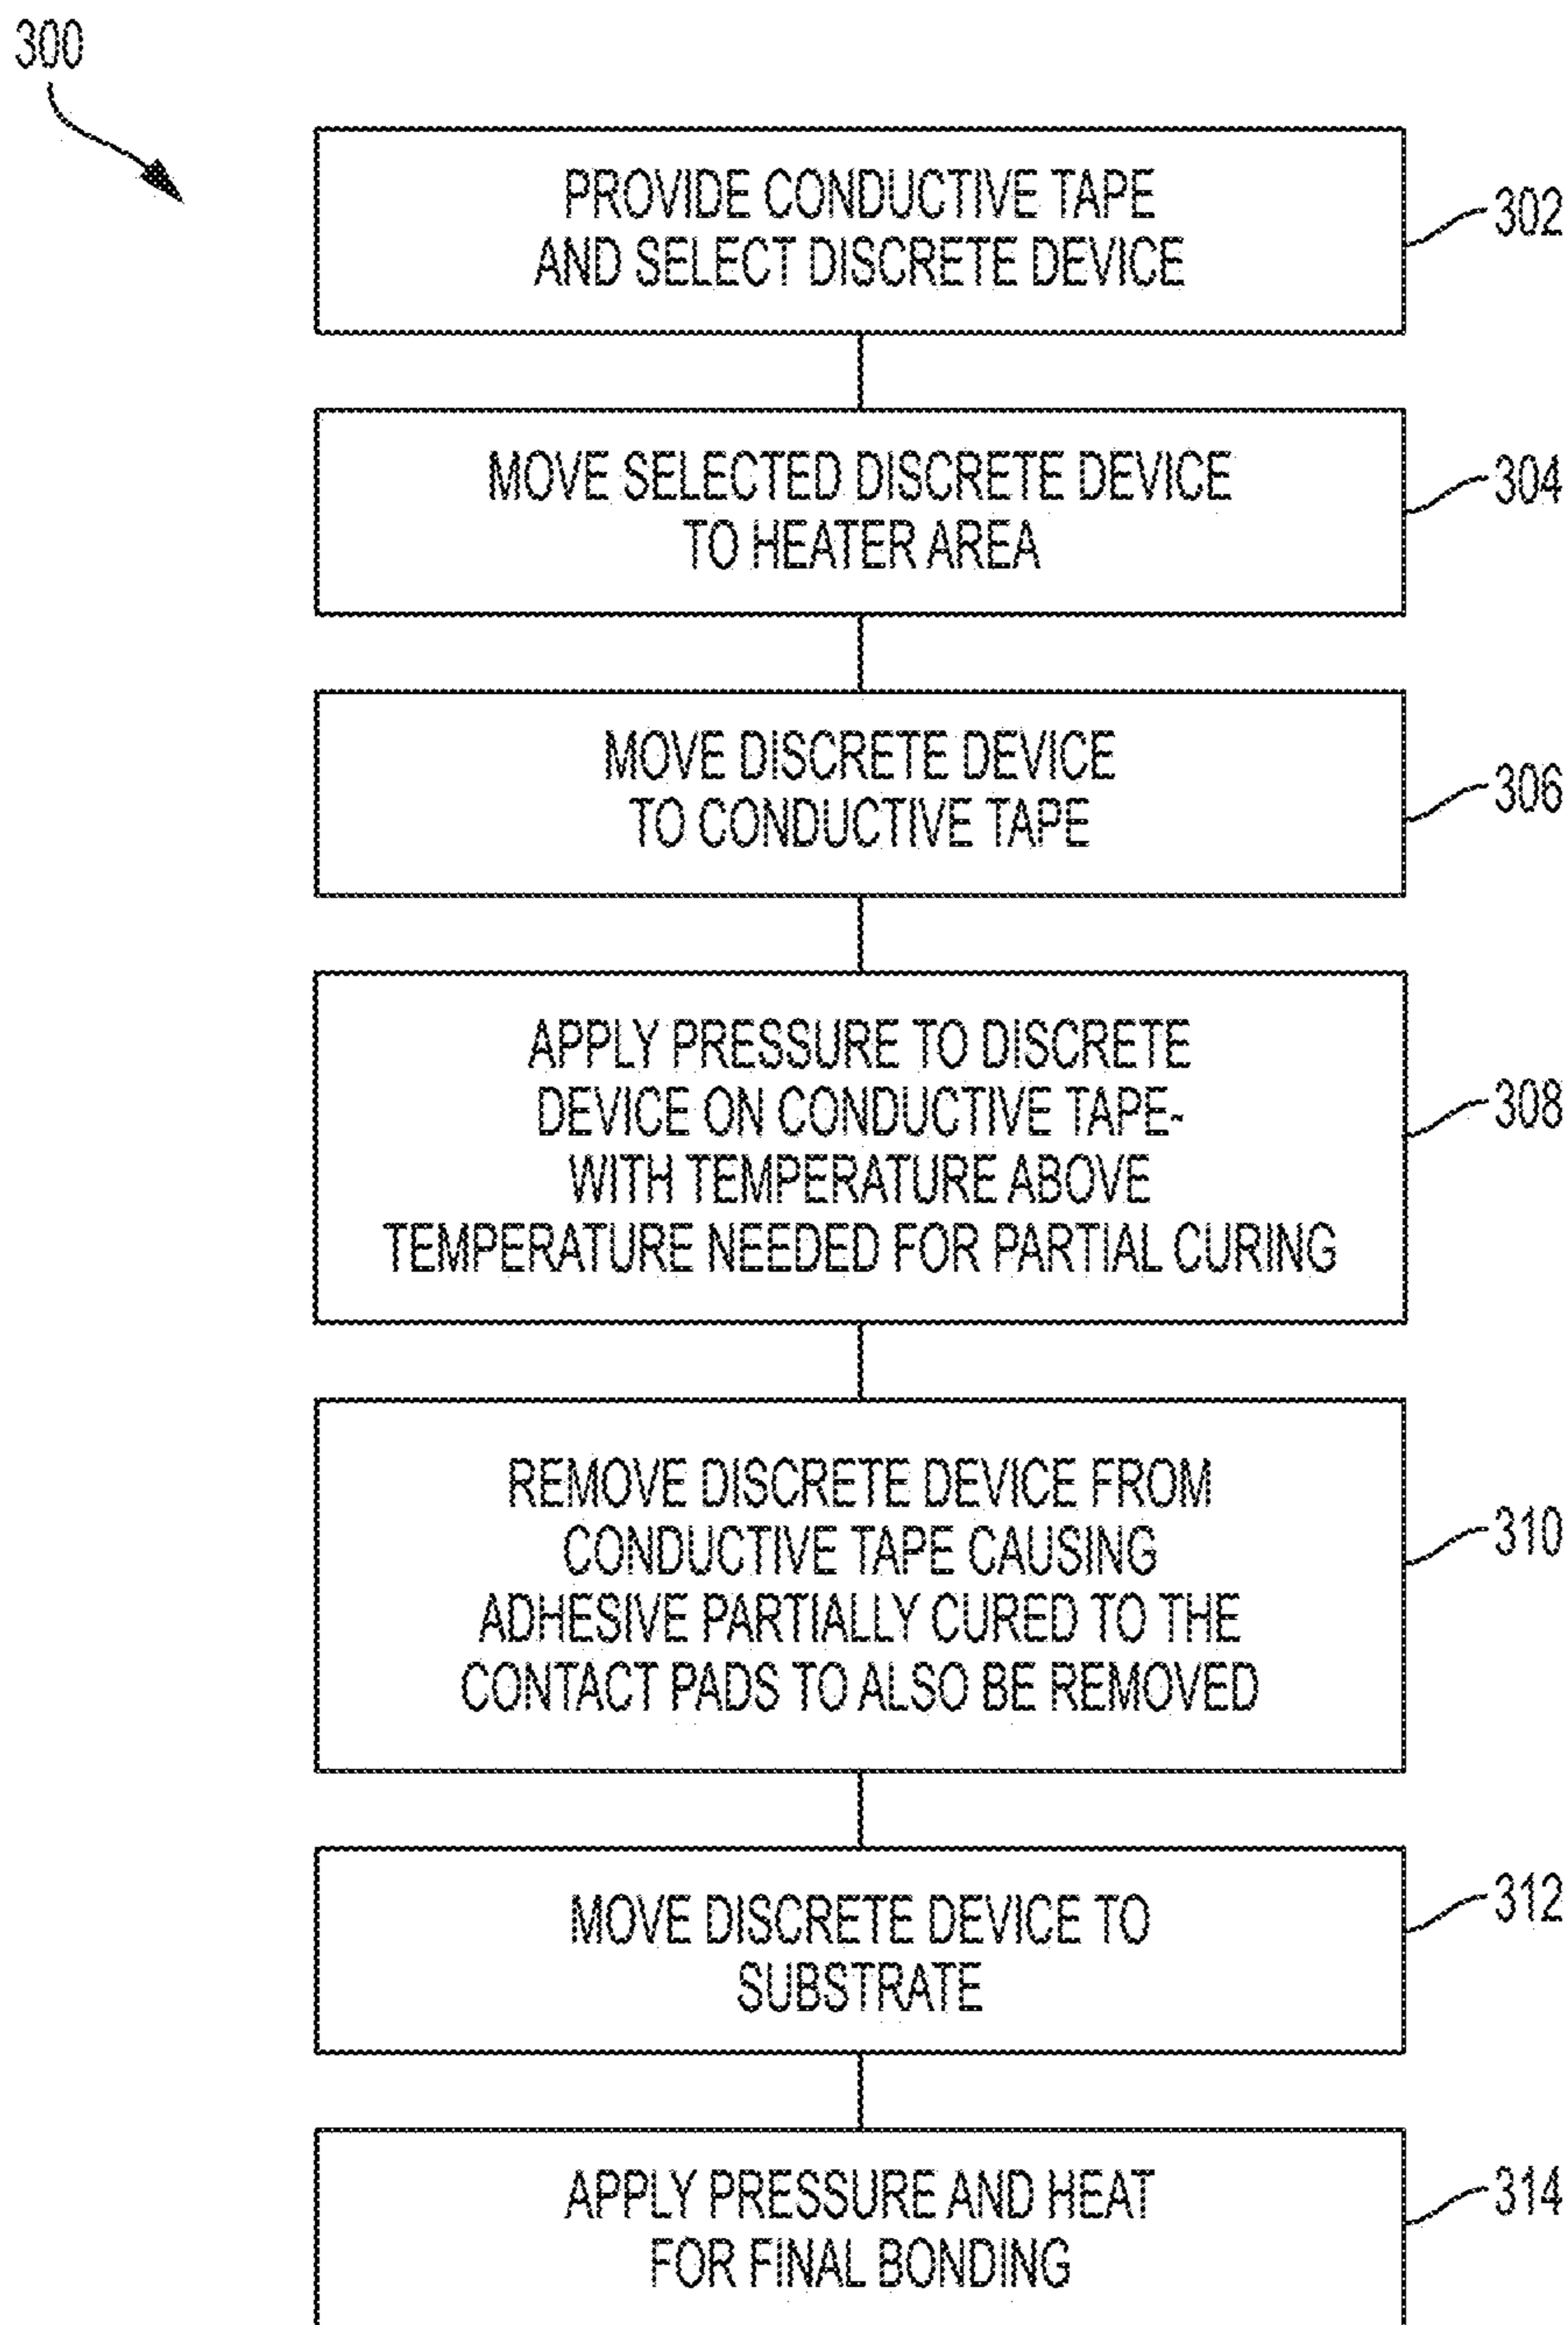 300
PROVIDE CONDUCTIVE TAPE
AND SELECT DISCRETE DEVICE
302
MOVE SELECTED DISCRETE DEVICE
TO HEATER AREA
304
MOVE DISCRETE DEVICE
TO CONDUCTIVE TAPE
306
APPLY PRESSURE TO DISCRETE
DEVICE ON CONDUCTIVE TAPE-
WITH TEMPERATURE ABOVE
TEMPERATURE NEEDED FOR PARTIAL CURING
308
REMOVE DISCRETE DEVICE FROM
CONDUCTIVE TAPE CAUSING
ADHESIVE PARTIALLY CURED TO THE
CONTACT PADS TO ALSO BE REMOVED
310
MOVE DISCRETE DEVICE TO
SUBSTRATE
312
APPLY PRESSURE AND HEAT
FOR FINAL BONDING
314